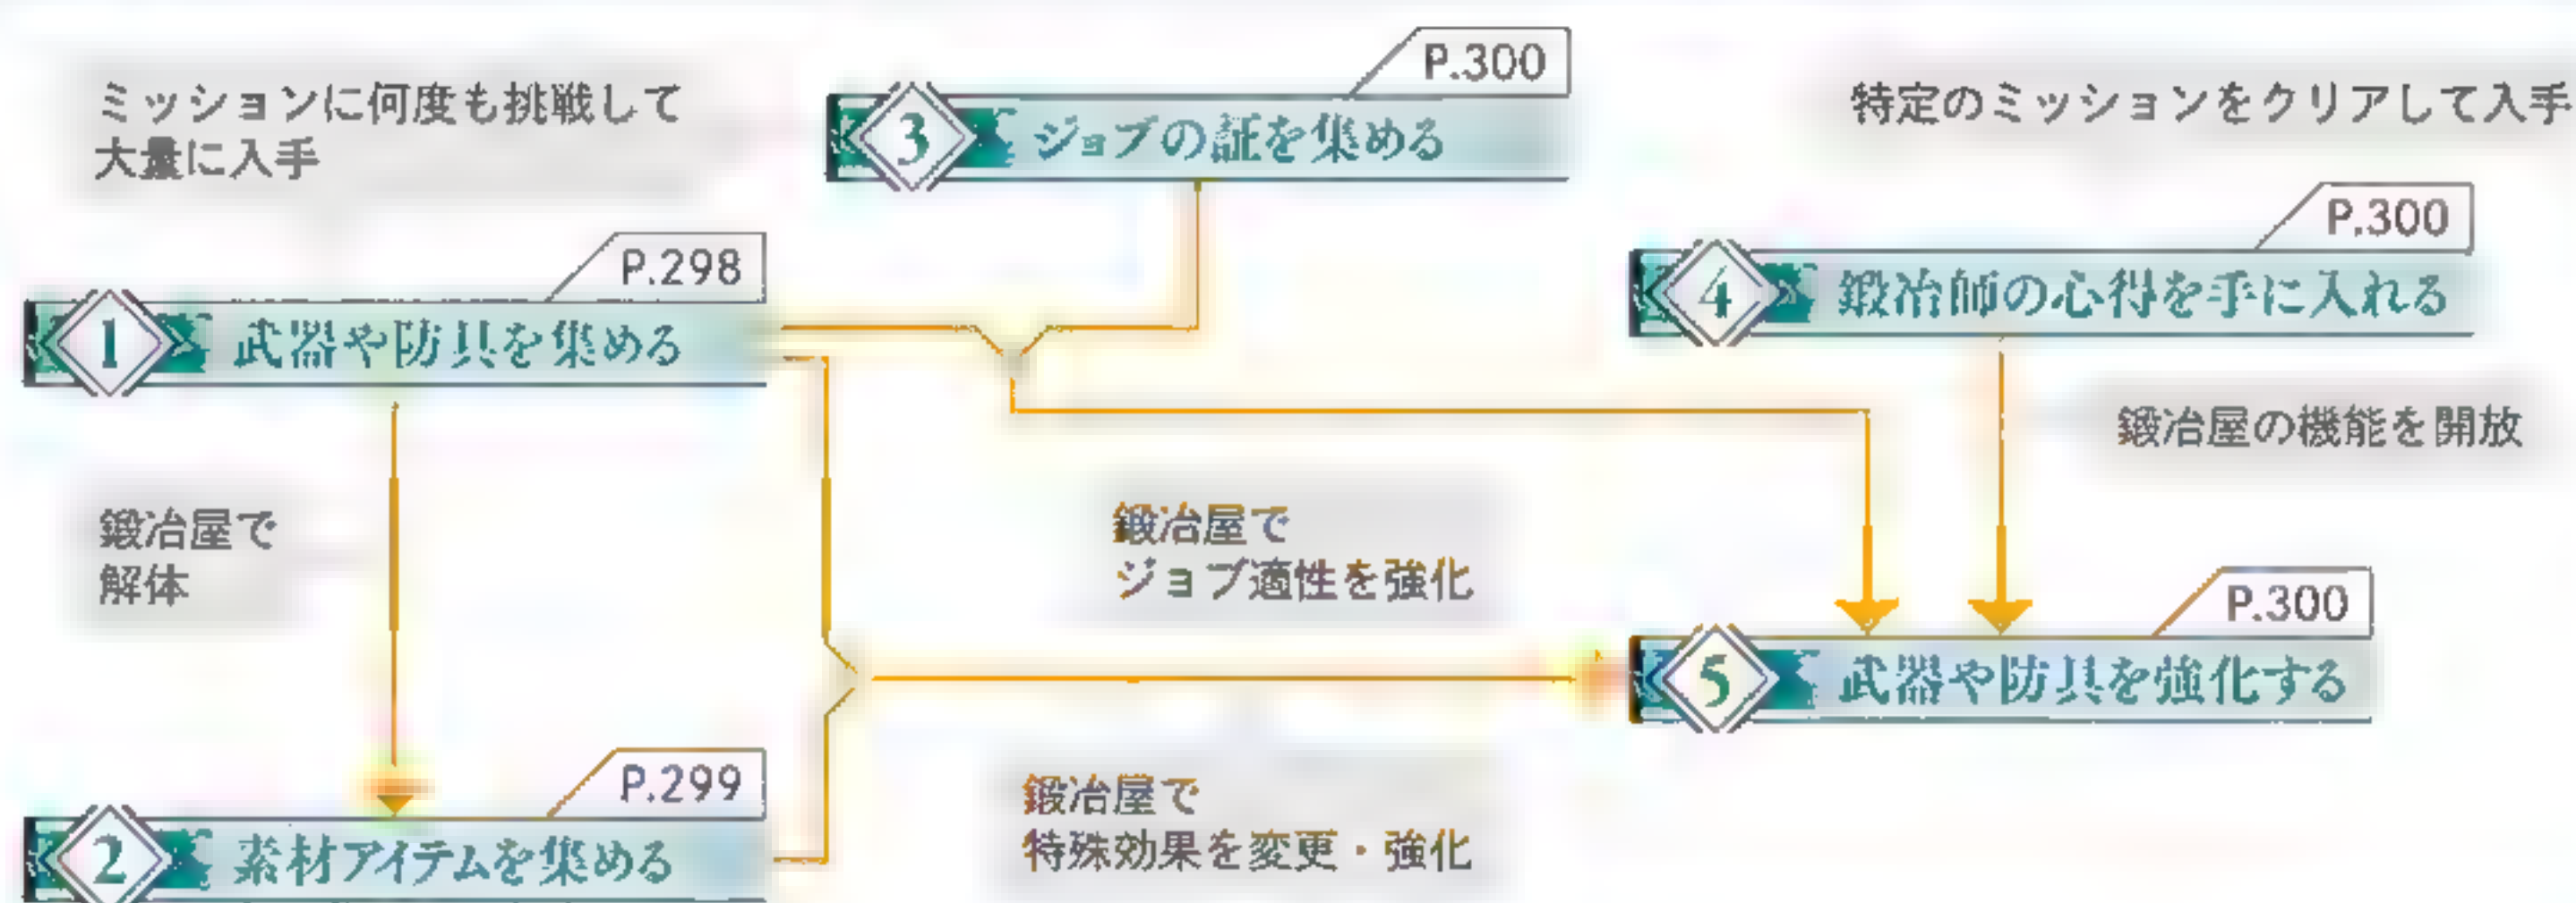 ミッションに何度も挑戦して
大量に入手
P.300
3 ジョブの証を集める
特定のミッションをクリアして入手
P.298
1 武器や防具を集める
P.300
4 鍛冶師の心得を手に入れる
鍛冶屋の機能を開放
鍛冶屋で
解体
鍛冶屋で
ジョブ適性を強化
P.300
5 武器や防具を強化する
P.299
2 素材アイテムを集める
鍛冶屋で
特殊効果を変更・強化